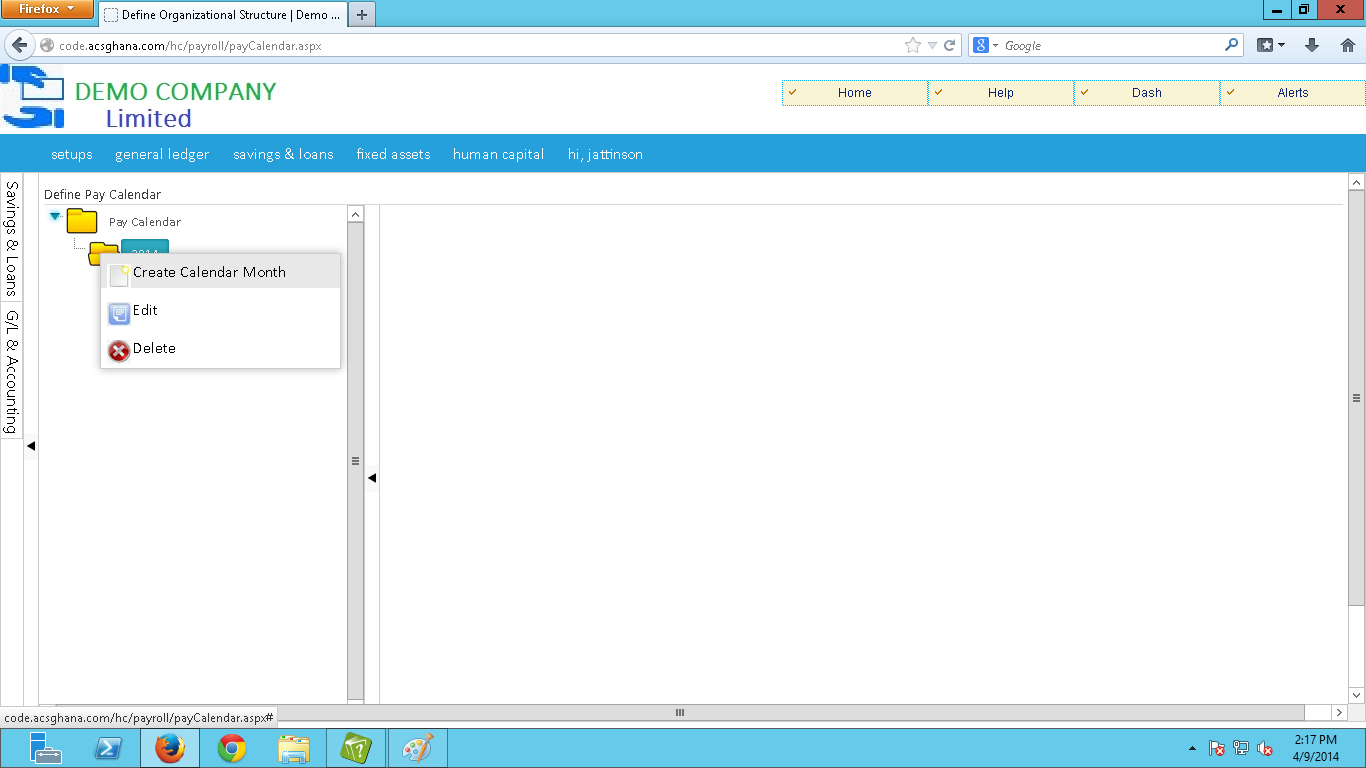 Firefox
Define Organizational Structure | Demo ...
code.acsghana.com/hc/payroll/payCalendar.aspx
Google
DEMO COMPANY
Limited
Home
Help
Dash
Alerts
setups
general ledger
savings & loans
fixed assets
human capital
hi, jattinson
Savings & Loans
G/L & Accounting
Define Pay Calendar
Pay Calendar
2014
Create Calendar Month
Edit
Delete
code.acsghana.com/hc/payroll/payCalendar.aspx#
2:17 PM
4/9/2014